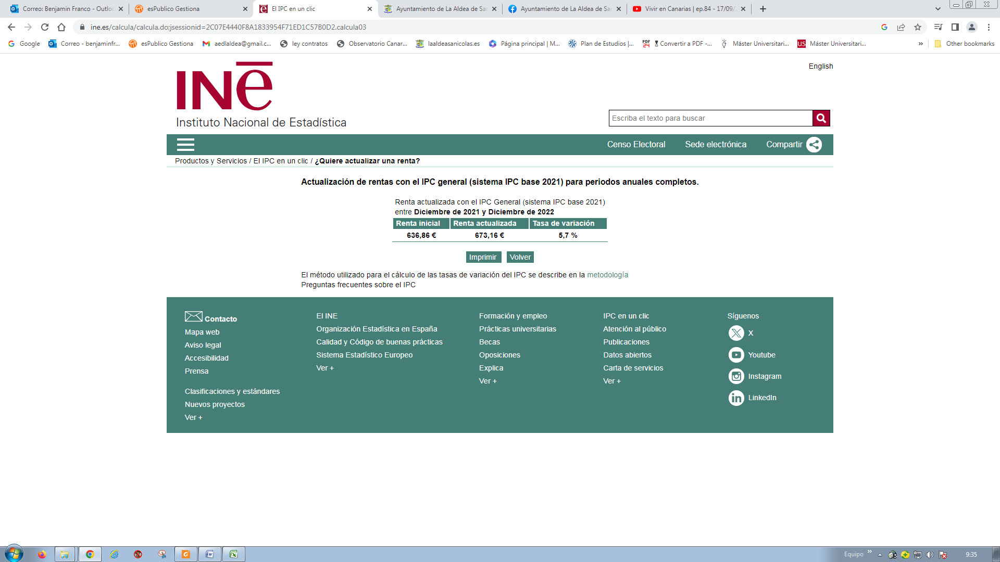 Correo: Benjamin Franco - Outlo
esPublico Gestiona
El IPC en un clic
Ayuntamiento de La Aldea de Sa
Ayuntamiento de La Aldea de Sa
Vivir en Canarias | ep.84 - 17/09/
ine.es/calcula/calcula.do;jsessionid=2C07E4440F8A1833954F71ED1C57B0D2.calcula03
Google
Correo - benjaminfr...
esPublico Gestiona
aedlaldea@gmail.c...
ley contratos
Observatorio Canar...
laaldeasanicolas.es
Página principal | M...
Plan de Estudios |...
PDF 24
Convertir a PDF -...
Máster Universitari...
US
Máster Universitari...
»
Other bookmarks
INe
Instituto Nacional de Estadística
English
Escriba el texto para buscar
Censo Electoral
Sede electrónica
Compartir
Productos y Servicios / El IPC en un clic / ¿Quiere actualizar una renta?
Actualización de rentas con el IPC general (sistema IPC base 2021) para periodos anuales completos.
Renta actualizada con el IPC General (sistema IPC base 2021)
entre Diciembre de 2021 y Diciembre de 2022
Renta inicial Renta actualizada Tasa de variación
636,86 € 673,16 € 5,7 %
Imprimir Volver
El método utilizado para el cálculo de las tasas de variación del IPC se describe en la metodología
Preguntas frecuentes sobre el IPC
Contacto
Mapa web
Aviso legal
Accesibilidad
Prensa
Clasificaciones y estándares
Nuevos proyectos
Ver +
El INE
Organización Estadística en España
Calidad y Código de buenas prácticas
Sistema Estadístico Europeo
Ver +
Formación y empleo
Prácticas universitarias
Becas
Oposiciones
Explica
Ver +
IPC en un clic
Atención al público
Publicaciones
Datos abiertos
Carta de servicios
Ver +
Síguenos
X
Youtube
Instagram
LinkedIn
Equipo
»
9:35